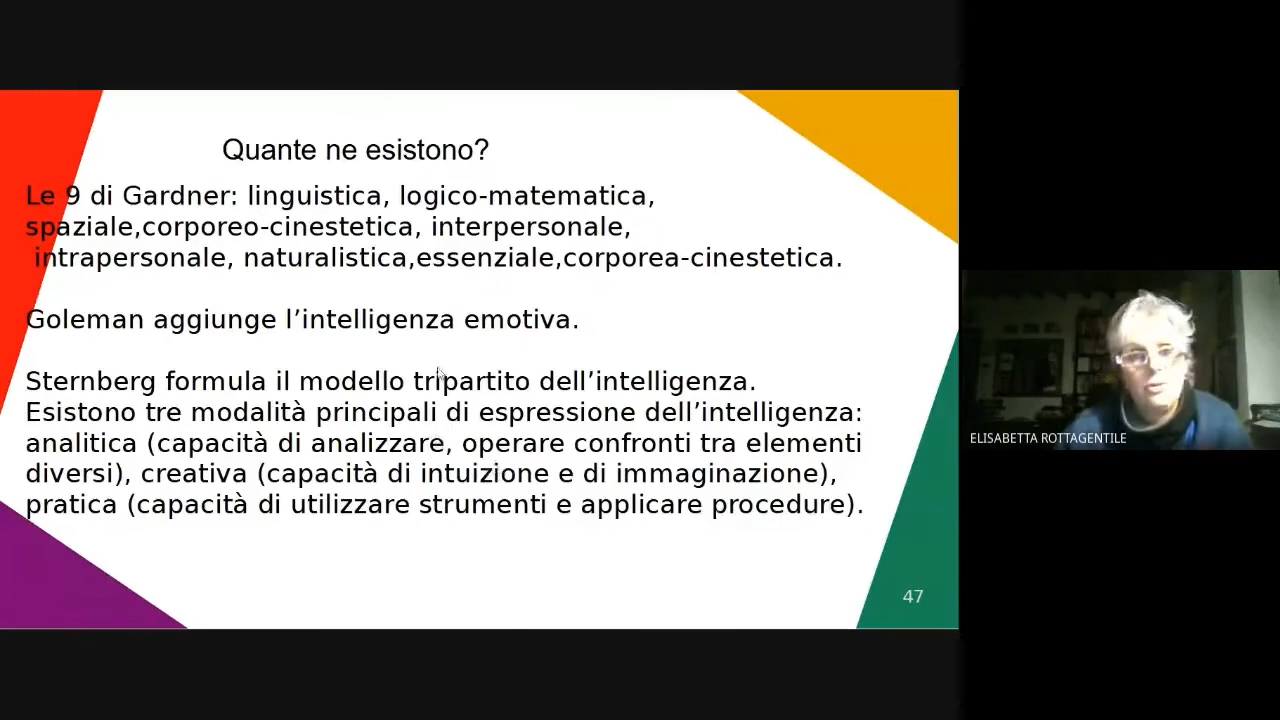 Quante ne esistono?
Le 9 di Gardner: linguistica, logico-matematica,
spaziale,corporeo-cinestetica, interpersonale,
intrapersonale, naturalistica,essenziale,corporea-cinestetica.
Goleman aggiunge l’intelligenza emotiva.
Sternberg formula il modello tripartito dell’intelligenza.
Esistono tre modalità principali di espressione dell’intelligenza:
analitica (capacità di analizzare, operare confronti tra elementi
diversi), creativa (capacità di intuizione e di immaginazione),
pratica (capacità di utilizzare strumenti e applicare procedure).
47
ELISABETTA ROTTAGENTILE